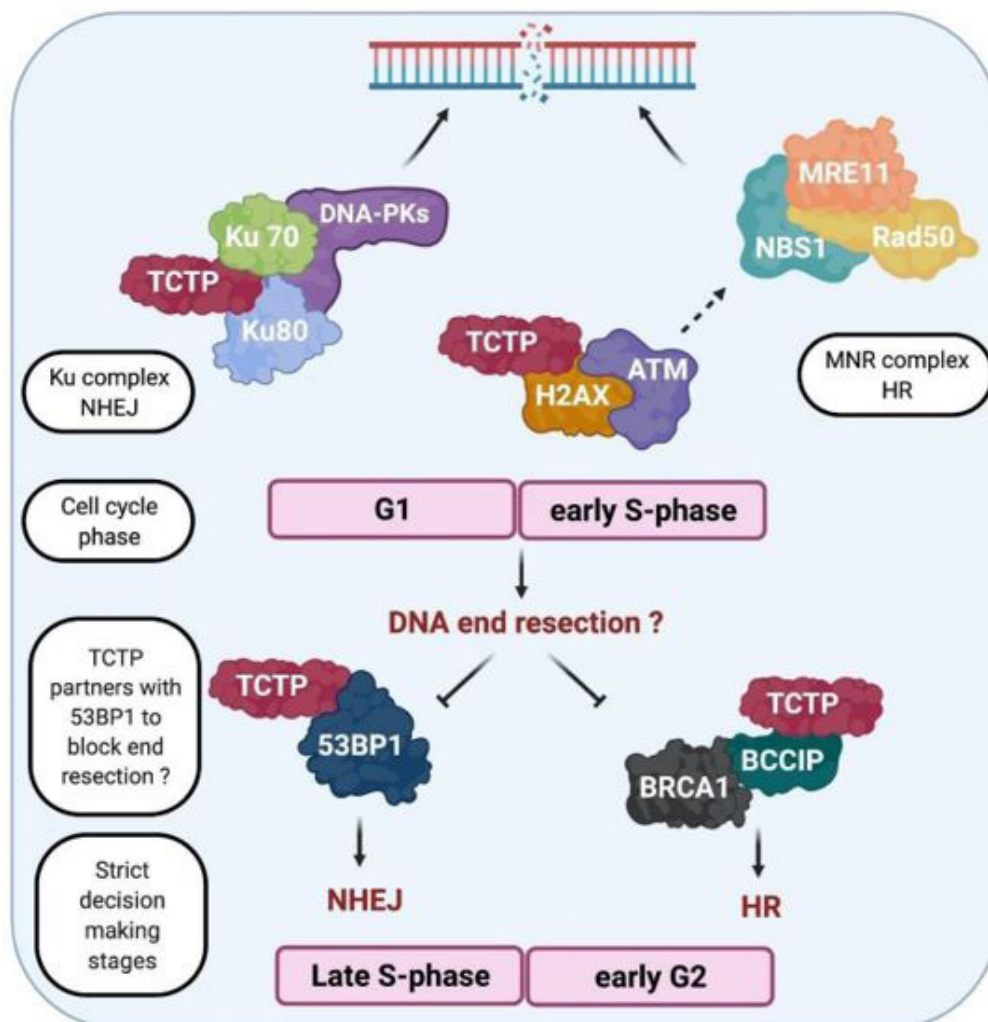 DNA-PKs
Ku 70
TCTP
Ku80
MRE11
NBS1
Rad50
TCTP
ATM
H2AX
Ku complex
NHEJ
MNR complex
HR
Cell cycle
phase
G1
early S-phase
DNA end resection ?
TCTP
partners with
53BP1 to
block end
resection ?
TCTP
53BP1
TCTP
BCCIP
BRCA1
Strict
decision
making
stages
NHEJ
HR
Late S-phase
early G2